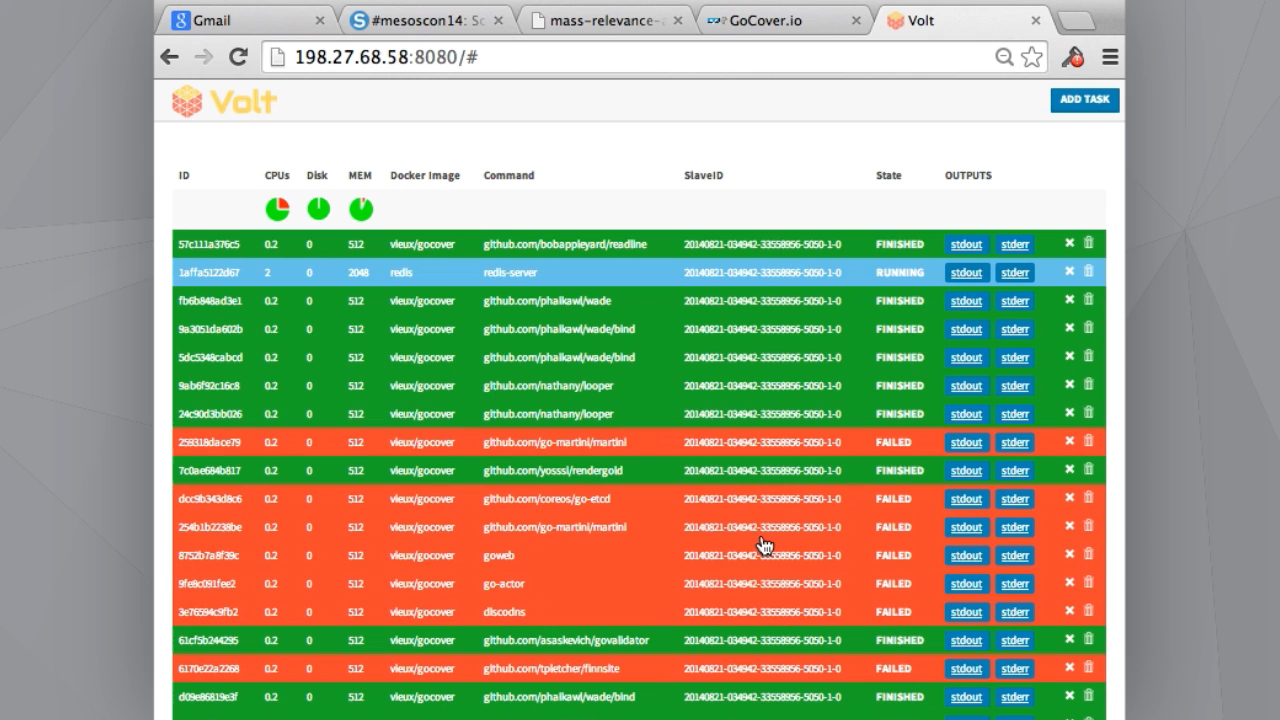 Gmail
#mesoscon14: Sc
mass-relevance-
GoCover.io
Volt
198.27.68.58:8080/#
Volt
ADD TASK
ID CPUs Disk MEM Docker Image Command SlaveID State OUTPUTS
57c111a376c5 0.2 0 512 vieux/gocover github.com/bobappleyard/readline 20140821-034942-33558956-5050-1-0 FINISHED stdout stderr
1affa5122d67 2 0 2048 redis redis-server 20140821-034942-33558956-5050-1-0 RUNNING stdout stderr
fb6b848ad3e1 0.2 0 512 vieux/gocover github.com/phaikawl/wade 20140821-034942-33558956-5050-1-0 FINISHED stdout stderr
9a3051da602b 0.2 0 512 vieux/gocover github.com/phaikawl/wade/bind 20140821-034942-33558956-5050-1-0 FINISHED stdout stderr
5dc5348cabcd 0.2 0 512 vieux/gocover github.com/phaikawl/wade/bind 20140821-034942-33558956-5050-1-0 FINISHED stdout stderr
9ab6f92c16c8 0.2 0 512 vieux/gocover github.com/nathany/looper 20140821-034942-33558956-5050-1-0 FINISHED stdout stderr
24c90d3bb026 0.2 0 512 vieux/gocover github.com/nathany/looper 20140821-034942-33558956-5050-1-0 FINISHED stdout stderr
259318dace79 0.2 0 512 vieux/gocover github.com/go-martini/martini 20140821-034942-33558956-5050-1-0 FAILED stdout stderr
7c0ae684b817 0.2 0 512 vieux/gocover github.com/yosssi/rendergold 20140821-034942-33558956-5050-1-0 FINISHED stdout stderr
dcc9b343d8c6 0.2 0 512 vieux/gocover github.com/coreos/go-etcd 20140821-034942-33558956-5050-1-0 FAILED stdout stderr
254b1b2238be 0.2 0 512 vieux/gocover github.com/go-martini/martini 20140821-034942-33558956-5050-1-0 FAILED stdout stderr
8752b7a8f39c 0.2 0 512 vieux/gocover goweb 20140821-034942-33558956-5050-1-0 FAILED stdout stderr
9fe8c091fee2 0.2 0 512 vieux/gocover go-actor 20140821-034942-33558956-5050-1-0 FAILED stdout stderr
3e76594c9fb2 0.2 0 512 vieux/gocover discodns 20140821-034942-33558956-5050-1-0 FAILED stdout stderr
61cf5b244295 0.2 0 512 vieux/gocover github.com/asaskevich/govalidator 20140821-034942-33558956-5050-1-0 FINISHED stdout stderr
6170e22a2268 0.2 0 512 vieux/gocover github.com/tpletcher/finnsite 20140821-034942-33558956-5050-1-0 FAILED stdout stderr
d09e86819e3f 0.2 0 512 vieux/gocover github.com/phaikawl/wade/bind 20140821-034942-33558956-5050-1-0 FINISHED stdout stderr